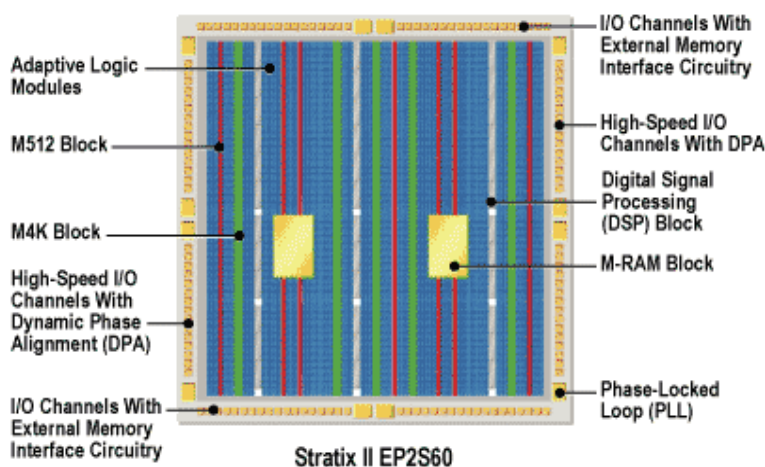 Adaptive Logic
Modules
M512 Block
M4K Block
High-Speed I/O
Channels With
Dynamic Phase
Alignment (DPA)
I/O Channels With
External Memory
Interface Circuitry
I/O Channels With
External Memory
Interface Circuitry
High-Speed I/O
Channels With DPA
Digital Signal
Processing
(DSP) Block
M-RAM Block
Phase-Locked
Loop (PLL)
Stratix II EP2S60